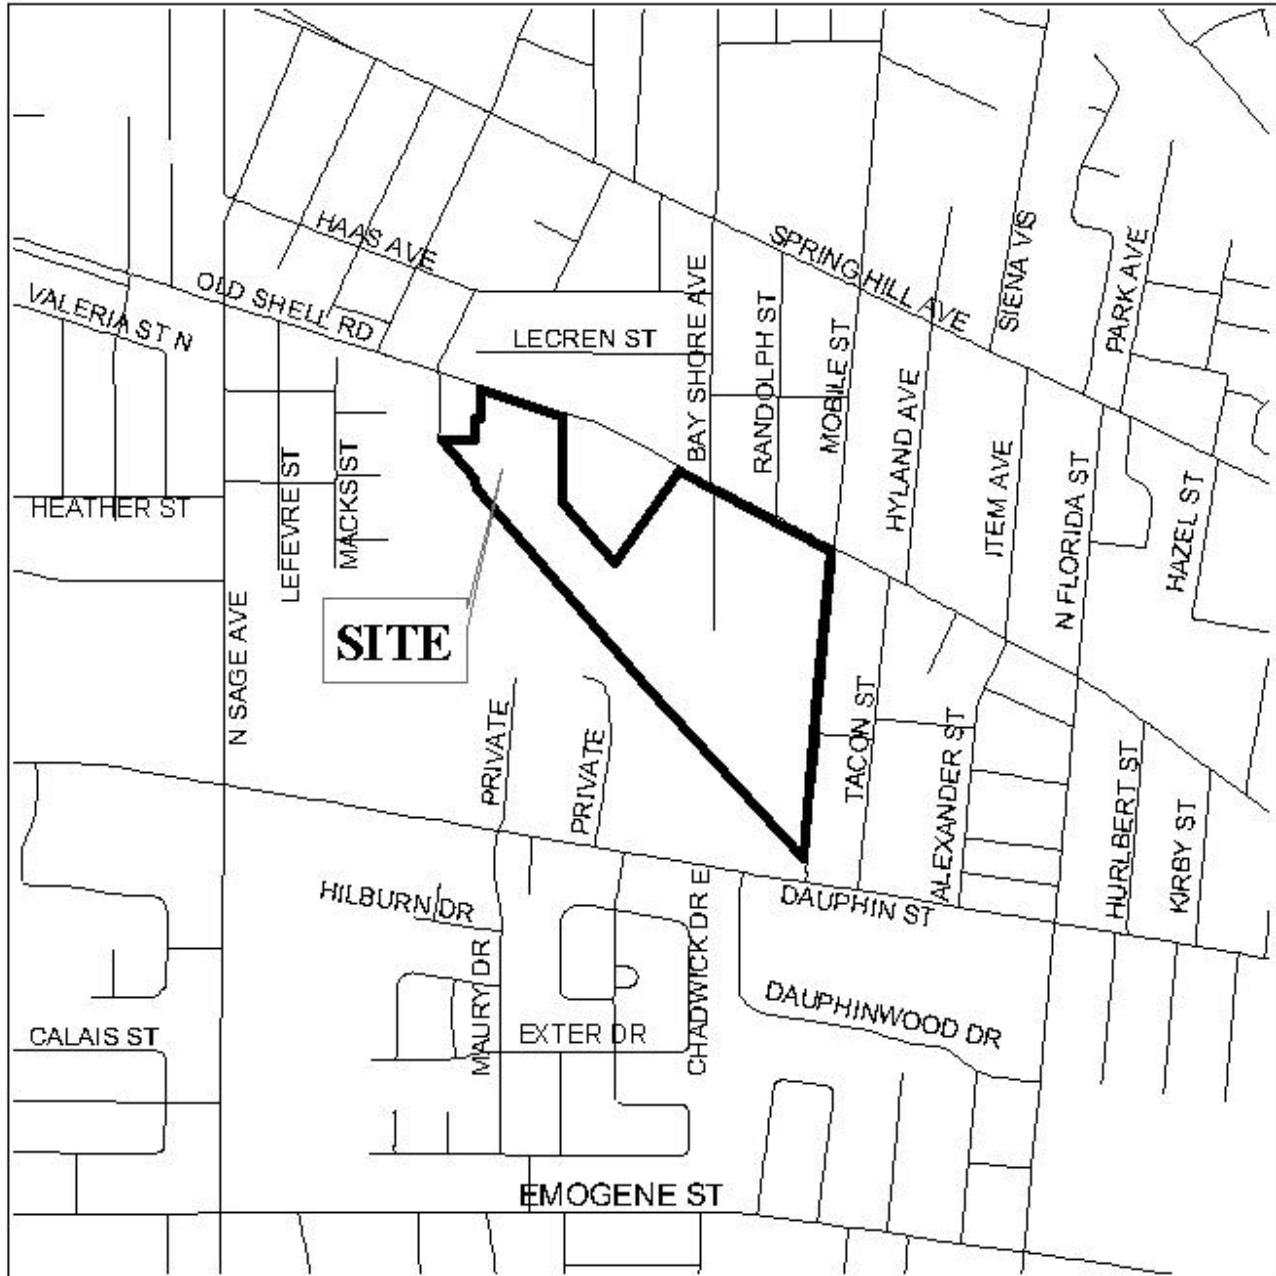 HAAS AVE
SPRING HILL AVE
SIENA VIS
PARK AVE
OLD SHELL RD
VALERIA ST N
LECREN ST
BAY SHORE AVE
RANDOLPH ST
MOBILE ST
HYLAND AVE
ITEM AVE
N FLORIDA ST
HAZEL ST
HEATHER ST
LEFEVRE ST
MACKS ST
SITE
N SAGE AVE
PRIVATE
PRIVATE
TACON ST
ALEXANDER ST
HURLBERT ST
KIRBY ST
HILBURN DR
DAUPHIN ST
MAURY DR
CHADWICK DR E
DAUPHINWOOD DR
CALAIS ST
EXTER DR
EMOGENE ST